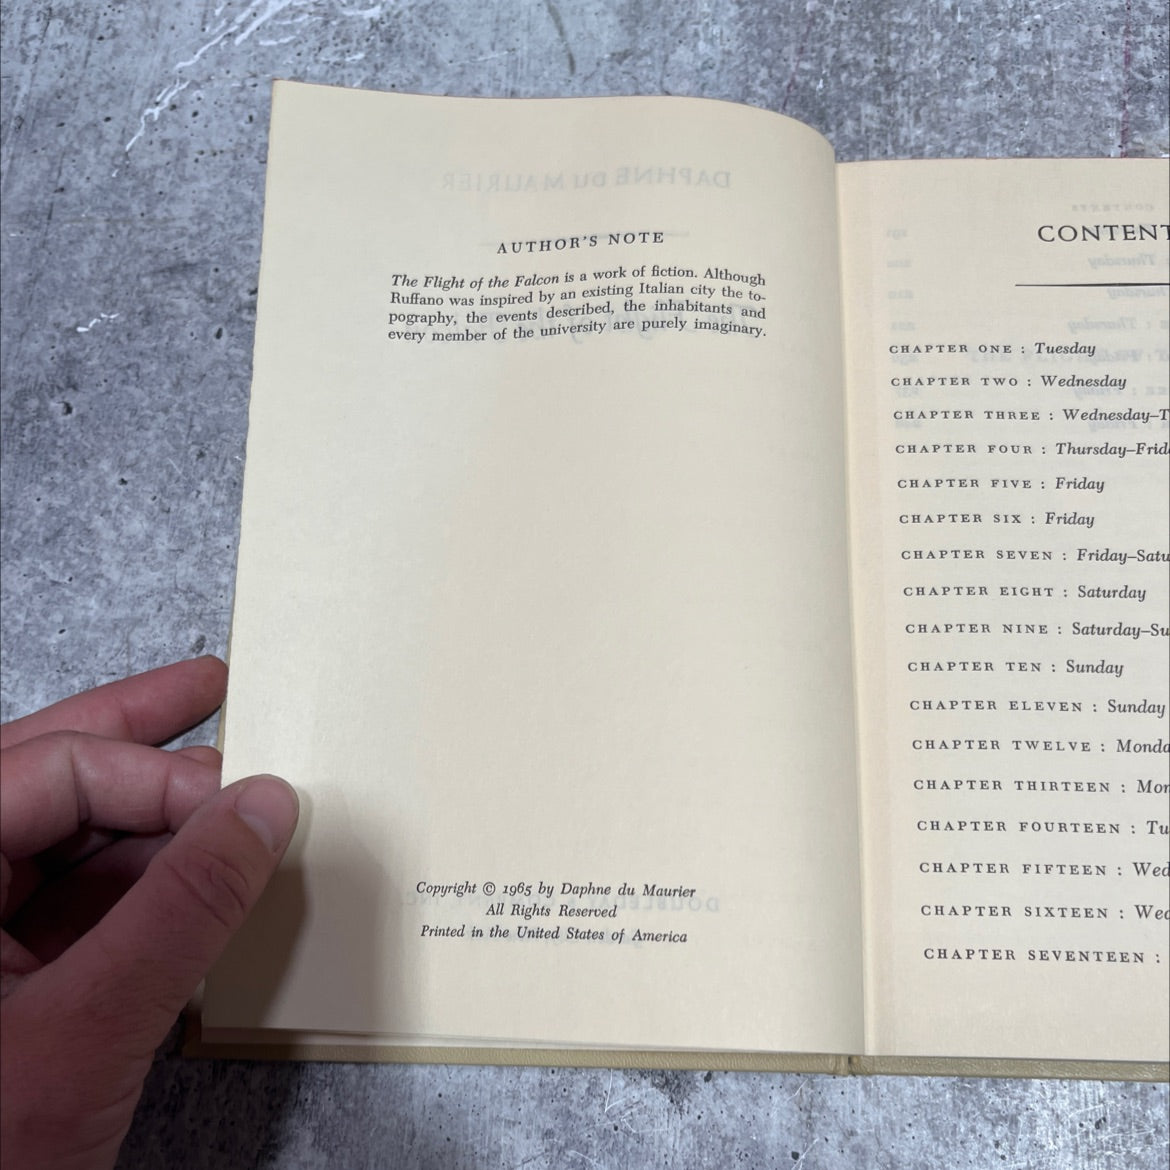 AUTHOR'S NOTE
The Flight of the Falcon is a work of fiction. Although
Ruffano was inspired by an existing Italian city the to-
pography, the events described, the inhabitants and
every member of the university are purely imaginary.
Copyright © 1965 by Daphne du Maurier
All Rights Reserved
Printed in the United States of America
CONTENT
CHAPTER ONE : Tuesday
CHAPTER TWO : Wednesday
CHAPTER THREE : Wednesday–T
CHAPTER FOUR : Thursday–Frid
CHAPTER FIVE : Friday
CHAPTER SIX : Friday
CHAPTER SEVEN : Friday–Satu
CHAPTER EIGHT : Saturday
CHAPTER NINE : Saturday–Su
CHAPTER TEN : Sunday
CHAPTER ELEVEN : Sunday
CHAPTER TWELVE : Monda
CHAPTER THIRTEEN : Mon
CHAPTER FOURTEEN : Tu
CHAPTER FIFTEEN : Wed
CHAPTER SIXTEEN : Wed
CHAPTER SEVENTEEN :